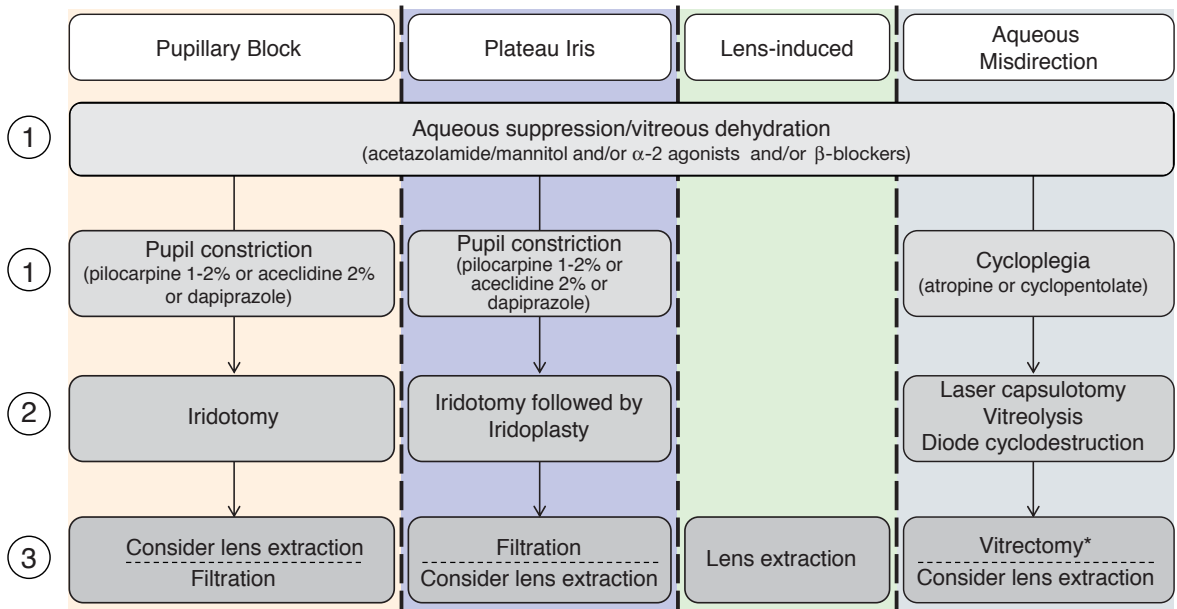 Pupillary Block
Plateau Iris
Lens-induced
Aqueous
Misdirection
1
Aqueous suppression/vitreous dehydration
(acetazolamide/mannitol and/or α-2 agonists and/or β-blockers)
1
Pupil constriction
(pilocarpine 1-2% or aceclidine 2%
or dapiprazole)
Pupil constriction
(pilocarpine 1-2% or
aceclidine 2% or
dapiprazole)
Cycloplegia
(atropine or cyclopentolate)
2
Iridotomy
Iridotomy followed by
Iridoplasty
Laser capsulotomy
Vitreolysis
Diode cyclodestruction
3
Consider lens extraction
Filtration
Filtration
Consider lens extraction
Lens extraction
Vitrectomy*
Consider lens extraction